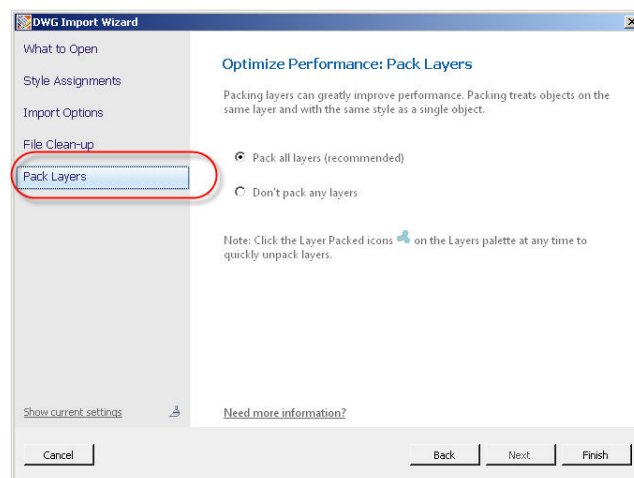 DWG Import Wizard
What to Open
Style Assignments
Import Options
File Clean-up
Pack Layers
Show current settings
Optimize Performance: Pack Layers
Packing layers can greatly improve performance. Packing treats objects on the
same layer and with the same style as a single object.
Pack all layers (recommended)
Don't pack any layers
Note: Click the Layer Packed icons on the Layers palette at any time to
quickly unpack layers.
Need more information?
Cancel
Back
Next
Finish